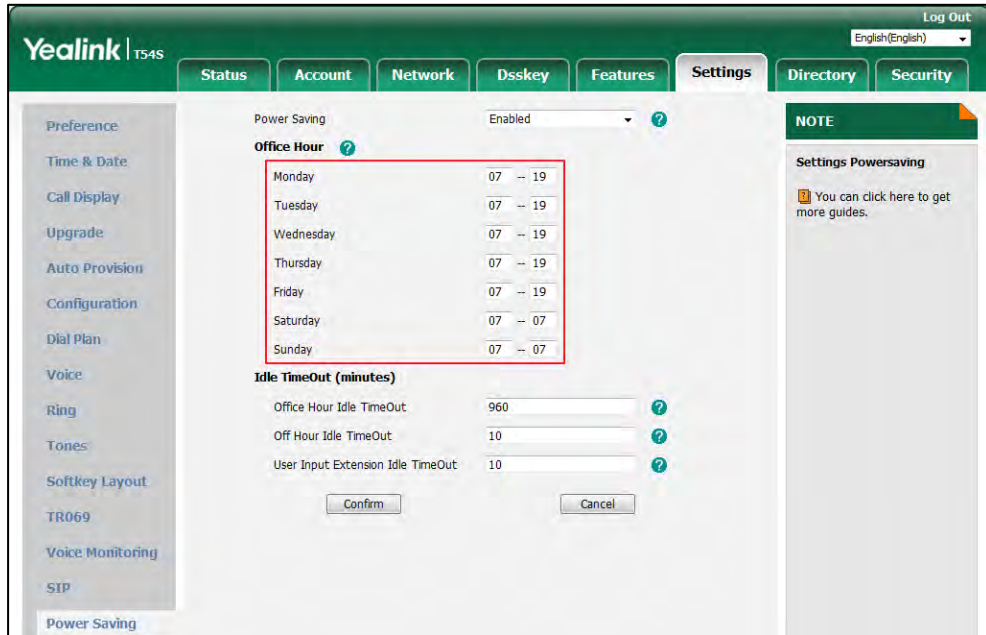 Log Out
Yealink T54S
English(English)
Status Account Network Dsskey Features Settings Directory Security
Preference
Time & Date
Call Display
Upgrade
Auto Provision
Configuration
Dial Plan
Voice
Ring
Tones
Softkey Layout
TR069
Voice Monitoring
SIP
Power Saving
Power Saving Enabled ?
Office Hour ?
Monday 07 -- 19
Tuesday 07 -- 19
Wednesday 07 -- 19
Thursday 07 -- 19
Friday 07 -- 19
Saturday 07 -- 07
Sunday 07 -- 07
Idle TimeOut (minutes)
Office Hour Idle TimeOut 960 ?
Off Hour Idle TimeOut 10 ?
User Input Extension Idle TimeOut 10 ?
Confirm Cancel
NOTE
Settings Powersaving
? You can click here to get
more guides.